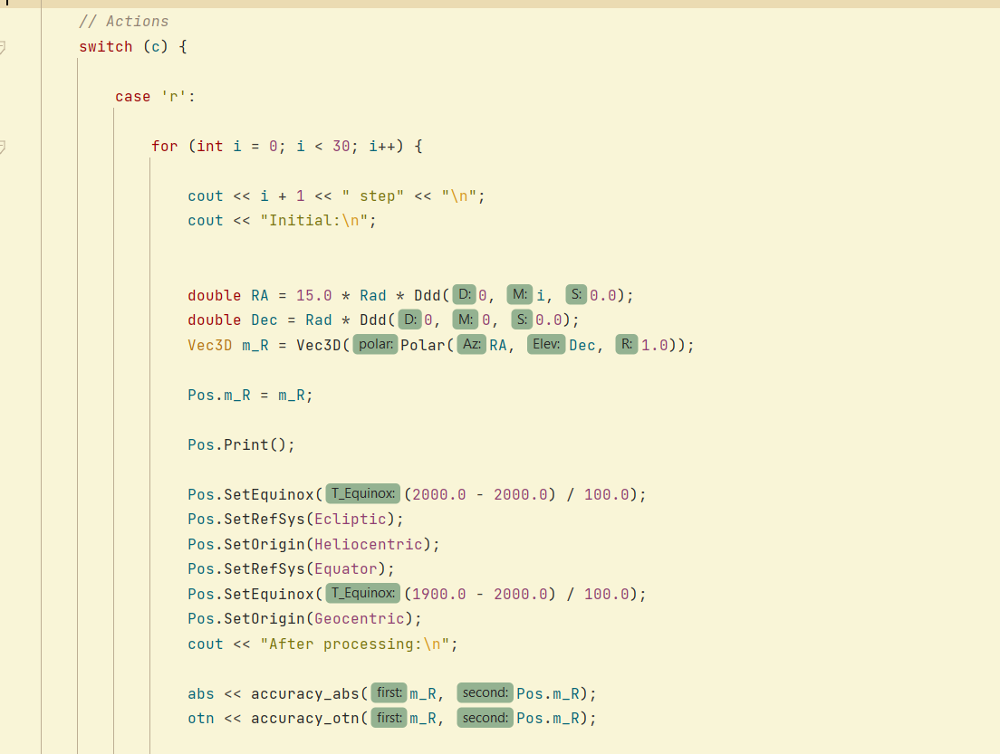 // Actions
switch (c) {
case 'r':
for (int i = 0; i < 30; i++) {
cout << i + 1 << " step" << "\n";
cout << "Initial:\n";
double RA = 15.0 * Rad * Ddd( D: 0, M: i, S: 0.0);
double Dec = Rad * Ddd( D: 0, M: 0, S: 0.0);
Vec3D m_R = Vec3D( polar: Polar( Az: RA, Elev: Dec, R: 1.0));
Pos.m_R = m_R;
Pos.Print();
Pos.SetEquinox( T_Equinox: (2000.0 - 2000.0) / 100.0);
Pos.SetRefSys(Ecliptic);
Pos.SetOrigin(Heliocentric);
Pos.SetRefSys(Equator);
Pos.SetEquinox( T_Equinox: (1900.0 - 2000.0) / 100.0);
Pos.SetOrigin(Geocentric);
cout << "After processing:\n";
abs << accuracy_abs( first: m_R, second: Pos.m_R);
otn << accuracy_otn( first: m_R, second: Pos.m_R);